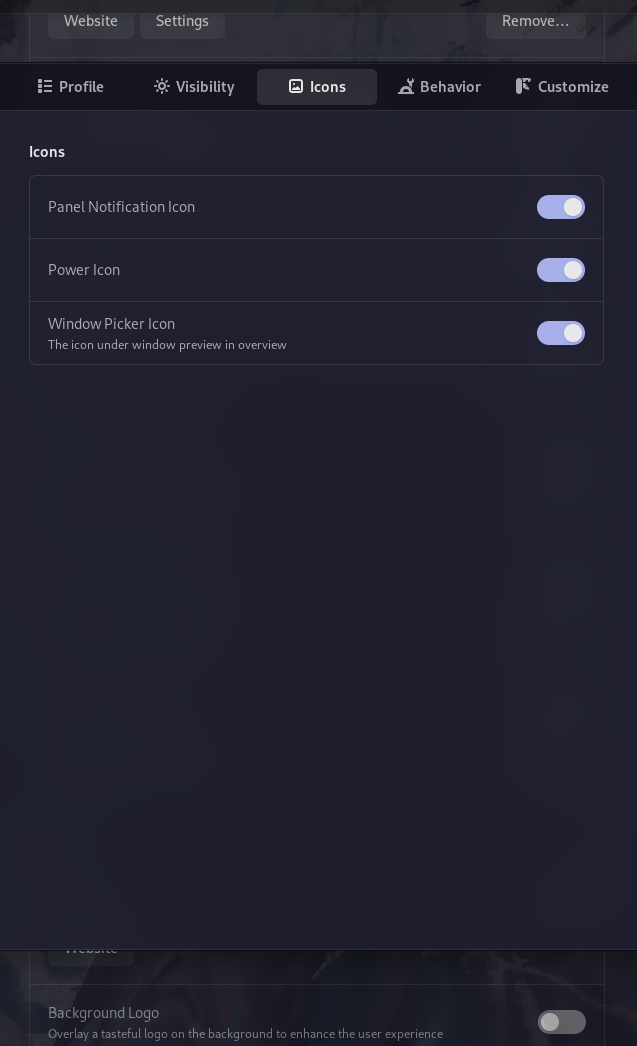 Website
Settings
Remove...
Profile
Visibility
Icons
Behavior
Customize
Icons
Panel Notification Icon
Power Icon
Window Picker Icon
The icon under window preview in overview
Website
Background Logo
Overlay a tasteful logo on the background to enhance the user experience